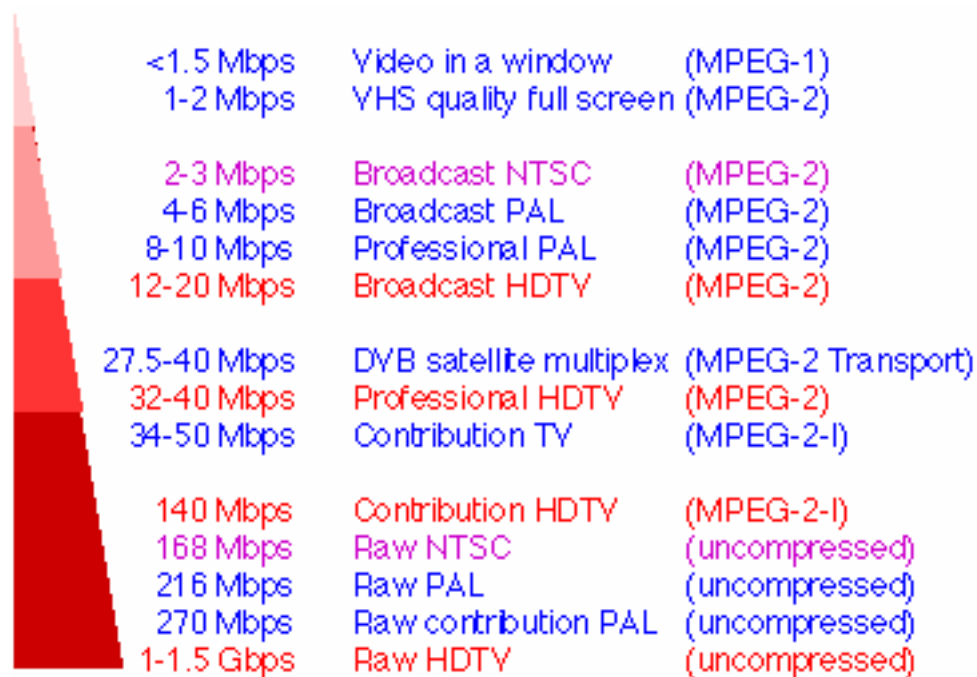 <1.5 Mbps Video in a window (MPEG-1)
1-2 Mbps VHS quality full screen (MPEG-2)
2-3 Mbps Broadcast NTSC (MPEG-2)
4-6 Mbps Broadcast PAL (MPEG-2)
8-10 Mbps Professional PAL (MPEG-2)
12-20 Mbps Broadcast HDTV (MPEG-2)
27.5-40 Mbps DVB satellite multiplex (MPEG-2 Transport)
32-40 Mbps Professional HDTV (MPEG-2)
34-50 Mbps Contribution TV (MPEG-2-I)
140 Mbps Contribution HDTV (MPEG-2-I)
168 Mbps Raw NTSC (uncompressed)
216 Mbps Raw PAL (uncompressed)
270 Mbps Raw contribution PAL (uncompressed)
1-1.5 Gbps Raw HDTV (uncompressed)